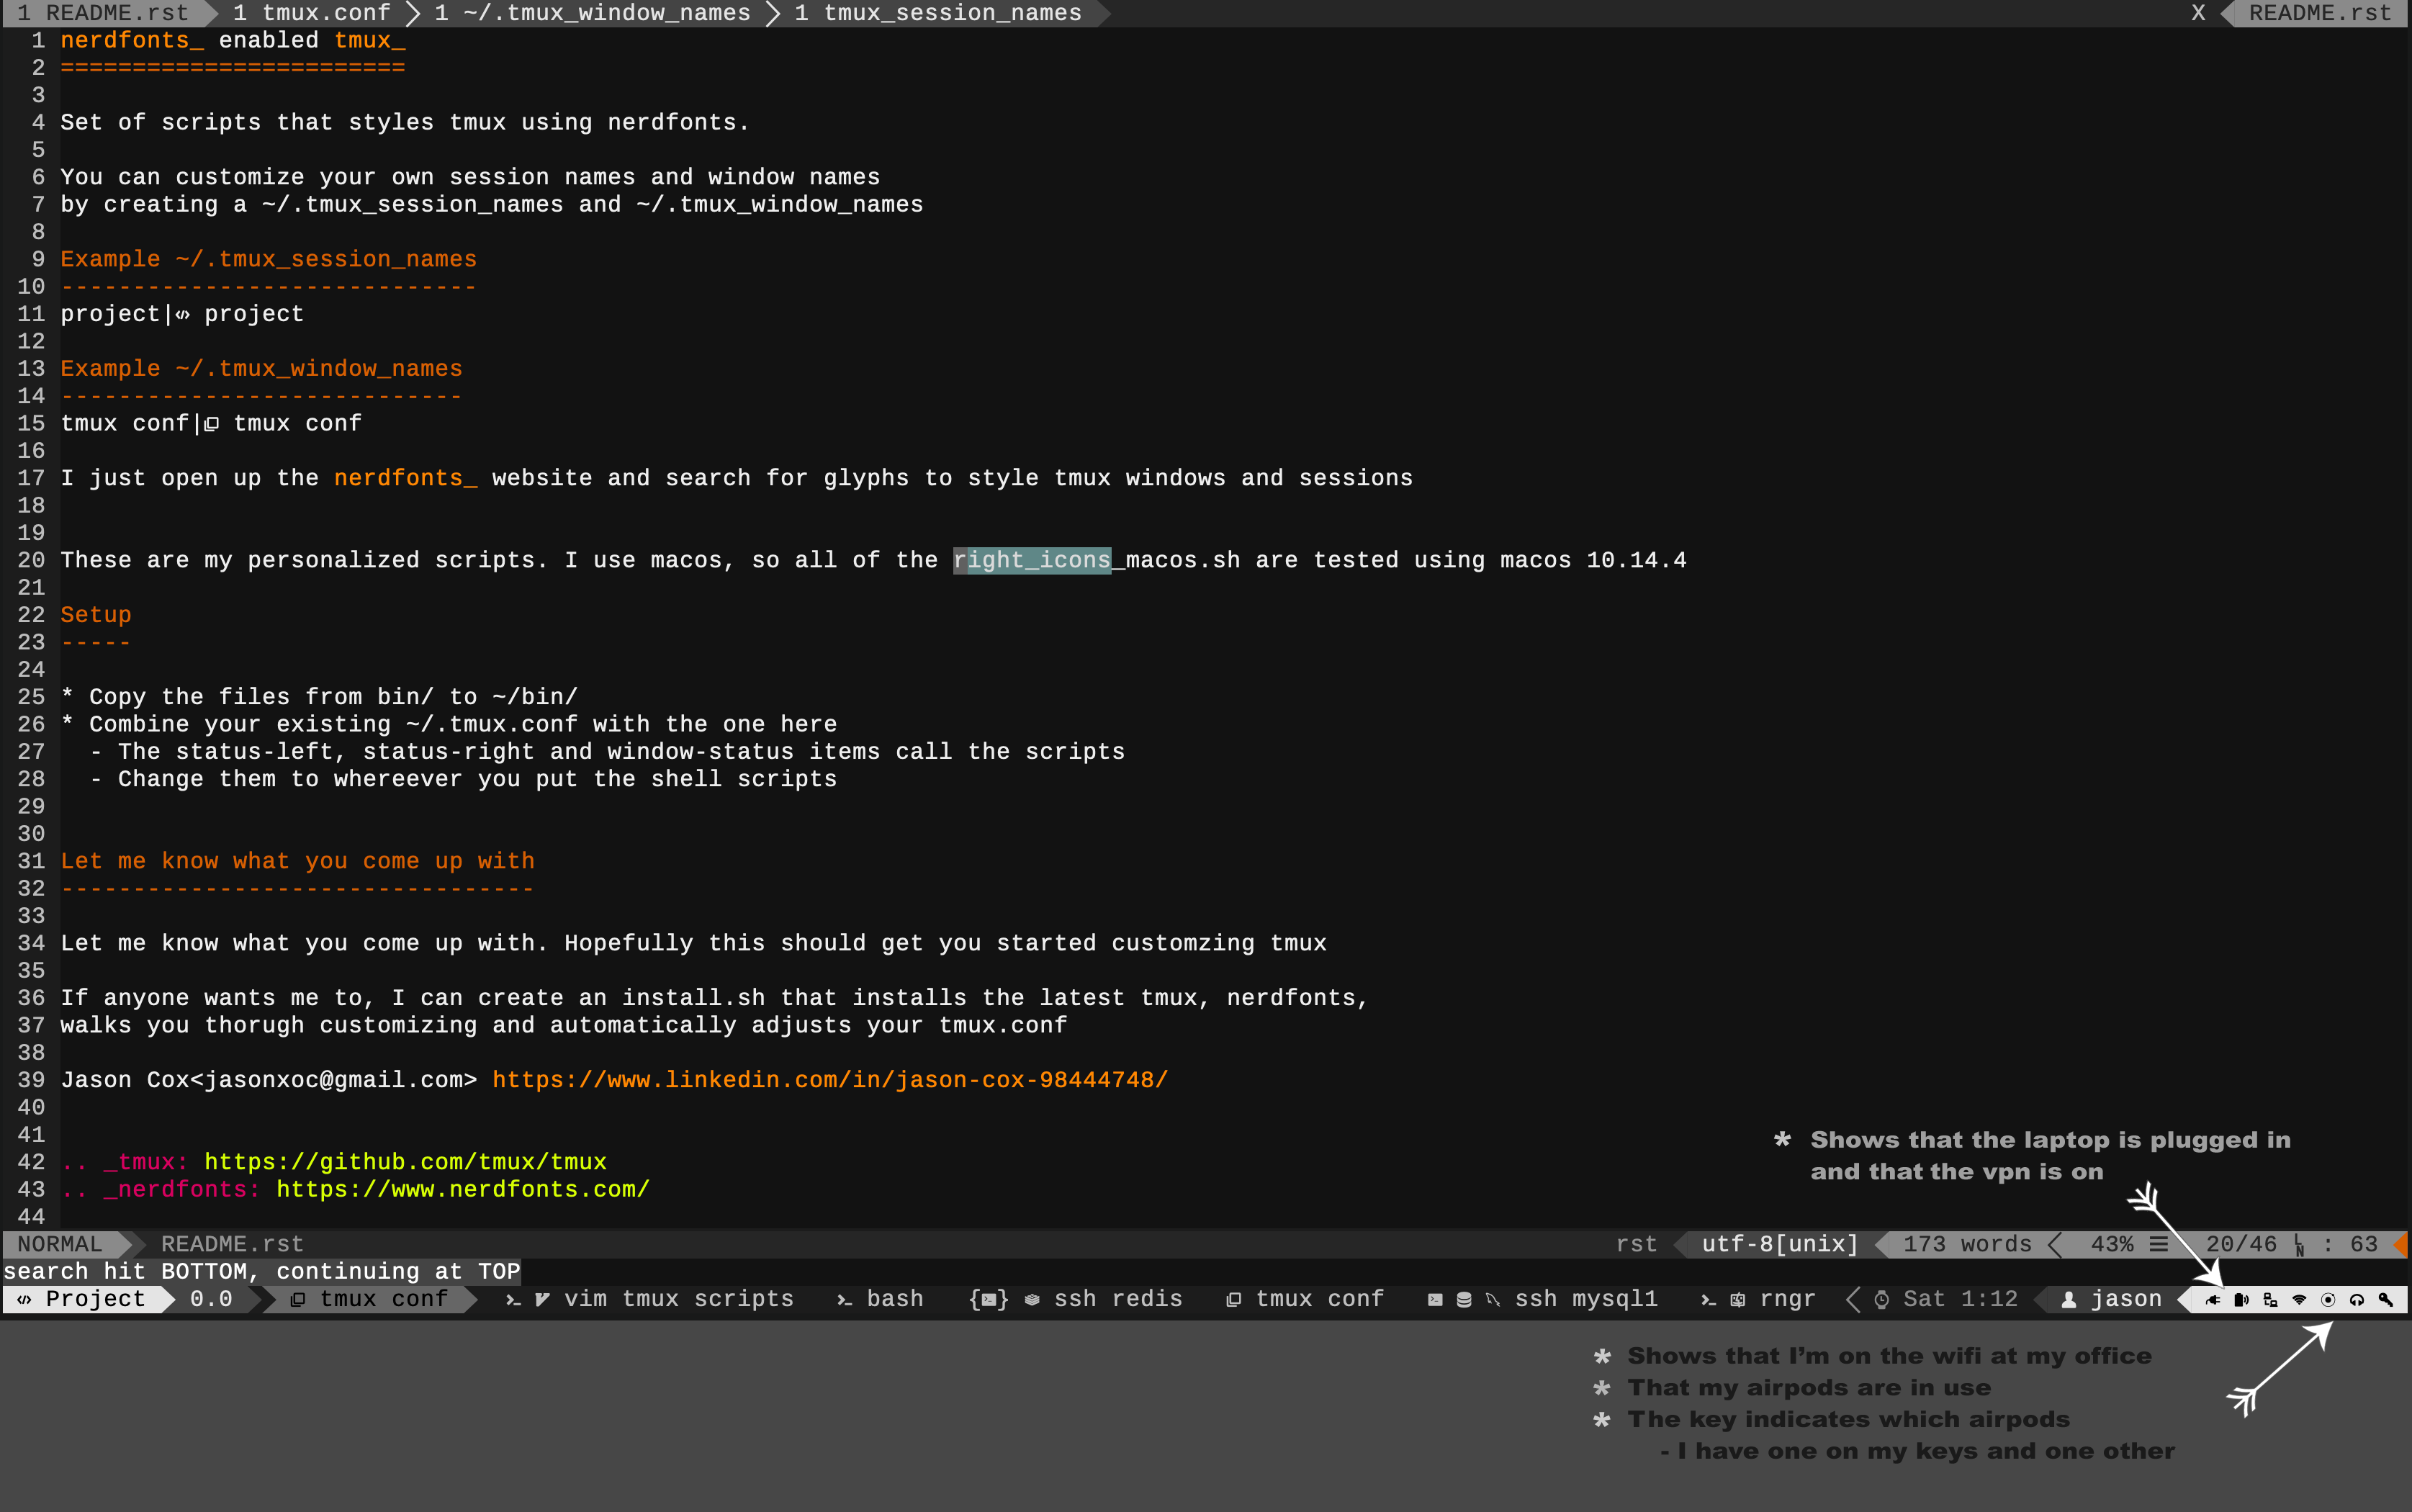 1 README.rst 1 tmux.conf 1 ~/.tmux_window_names 1 tmux_session_names X README.rst
1 nerdfonts_ enabled tmux_
2 ========================
3
4 Set of scripts that styles tmux using nerdfonts.
5
6 You can customize your own session names and window names
7 by creating a ~/.tmux_session_names and ~/.tmux_window_names
8
9 Example ~/.tmux_session_names
10 -----------------------------
11 project| project
12
13 Example ~/.tmux_window_names
14 ----------------------------
15 tmux conf| tmux conf
16
17 I just open up the nerdfonts_ website and search for glyphs to style tmux windows and sessions
18
19
20 These are my personalized scripts. I use macos, so all of the right_icons_macos.sh are tested using macos 10.14.4
21
22 Setup
23 -----
24
25 * Copy the files from bin/ to ~/bin/
26 * Combine your existing ~/.tmux.conf with the one here
27 - The status-left, status-right and window-status items call the scripts
28 - Change them to whereever you put the shell scripts
29
30
31 Let me know what you come up with
32 ---------------------------------
33
34 Let me know what you come up with. Hopefully this should get you started customzing tmux
35
36 If anyone wants me to, I can create an install.sh that installs the latest tmux, nerdfonts,
37 walks you thorugh customizing and automatically adjusts your tmux.conf
38
39 Jason Cox<jasonxoc@gmail.com> https://www.linkedin.com/in/jason-cox-98444748/
40
41
* Shows that the laptop is plugged in
and that the vpn is on
42 .. _tmux: https://github.com/tmux/tmux
43 .. _nerdfonts: https://www.nerdfonts.com/
44
NORMAL README.rst rst utf-8[unix] 173 words 43% ☰ 20/46 LN : 63
search hit BOTTOM, continuing at TOP
Project 0.0 tmux conf vim tmux scripts bash ssh redis tmux conf ssh mysql1 rngr Sat 1:12 jason
* Shows that I'm on the wifi at my office
* That my airpods are in use
* The key indicates which airpods
- I have one on my keys and one other